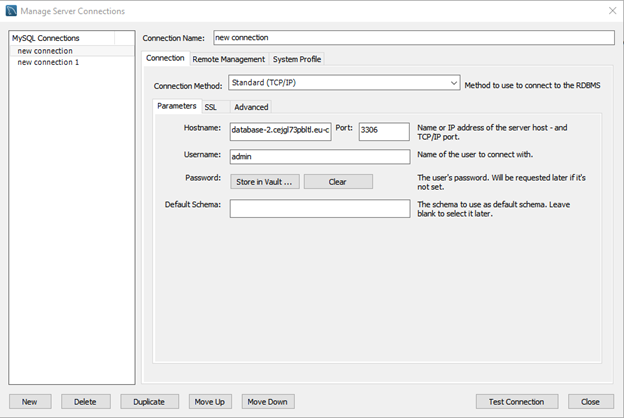 Manage Server Connections
MySQL Connections
new connection
new connection 1
Connection Name: new connection
Connection Remote Management System Profile
Connection Method: Standard (TCP/IP) Method to use to connect to the RDBMS
Parameters SSL Advanced
Hostname: database-2.cejgl73pbltl.eu-c Port: 3306 Name or IP address of the server host - and
TCP/IP port.
Username: admin Name of the user to connect with.
Password: Store in Vault ... Clear The user's password. Will be requested later if it's
not set.
Default Schema: The schema to use as default schema. Leave
blank to select it later.
New Delete Duplicate Move Up Move Down Test Connection Close